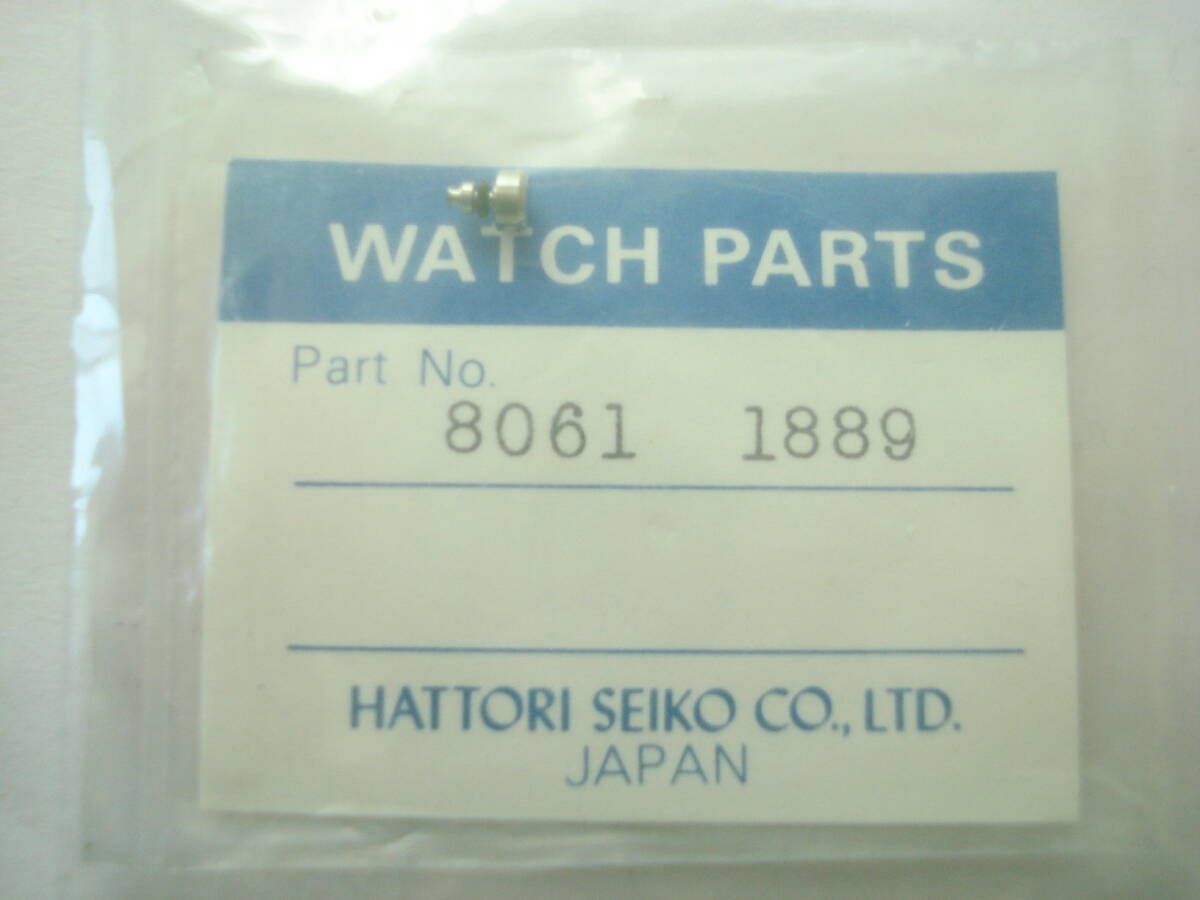 WATCH PARTS
Part No.
8061 1889
HATTORI SEIKO CO., LTD.
JAPAN